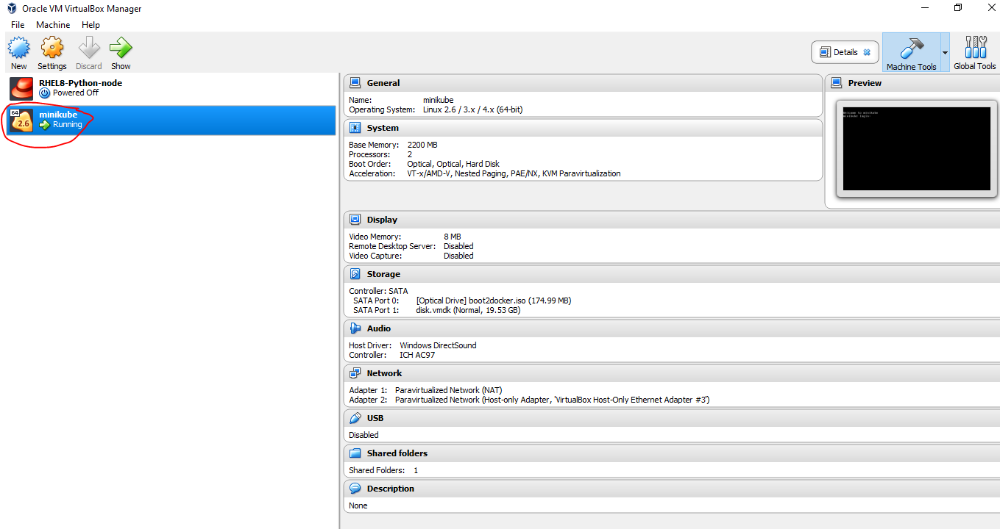 Oracle VM VirtualBox Manager
File Machine Help
New Settings Discard Show
Details
Machine Tools
Global Tools
RHEL8-Python-node
Powered Off
64
2.6
minikube
Running
General
Name: minikube
Operating System: Linux 2.6 / 3.x / 4.x (64-bit)
System
Base Memory: 2200 MB
Processors: 2
Boot Order: Optical, Optical, Hard Disk
Acceleration: VT-x/AMD-V, Nested Paging, PAE/NX, KVM Paravirtualization
Preview
Welcome to minikube
minikube login:
Display
Video Memory: 8 MB
Remote Desktop Server: Disabled
Video Capture: Disabled
Storage
Controller: SATA
SATA Port 0: [Optical Drive] boot2docker.iso (174.99 MB)
SATA Port 1: disk.vmdk (Normal, 19.53 GB)
Audio
Host Driver: Windows DirectSound
Controller: ICH AC97
Network
Adapter 1: Paravirtualized Network (NAT)
Adapter 2: Paravirtualized Network (Host-only Adapter, 'VirtualBox Host-Only Ethernet Adapter #3')
USB
Disabled
Shared folders
Shared Folders: 1
Description
None